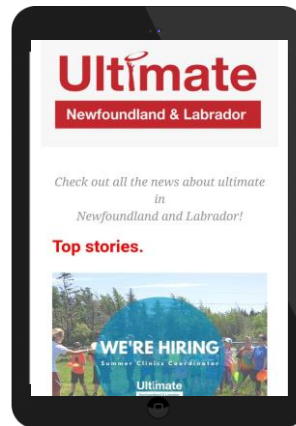 Ultimate
Newfoundland & Labrador
Check out all the news about ultimate
in
Newfoundland and Labrador!
Top stories.
WE'RE HIRING
Summer Clinics Coordinator
Ultimate